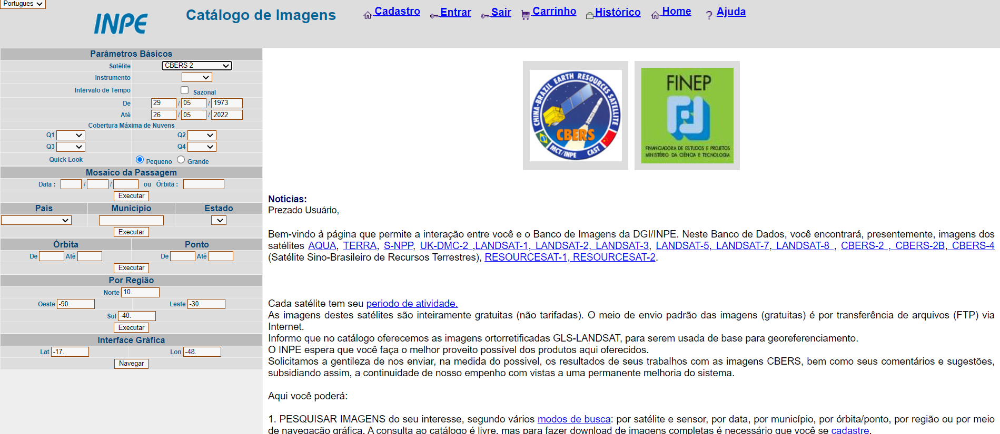 Portugues
INPE
Catálogo de Imagens
Cadastro Entrar Sair Carrinho Histórico Home Ajuda
Parâmetros Básicos
Satélite CBERS 2
Instrumento
Intervalo de Tempo Sazonal
De 29 / 05 / 1973
Até 26 / 05 / 2022
Cobertura Máxima de Nuvens
Q1 Q2
Q3 Q4
Quick Look Pequeno Grande
Mosaico da Passagem
Data : / / ou Órbita :
Executar
País Município Estado
Executar
Órbita Ponto
De Até De Até
Executar
Por Região
Norte 10.
Oeste -90. Leste -30.
Sul -40.
Executar
Interface Gráfica
Lat -17. Lon -48.
Navegar
CHINA-BRAZIL EARTH RESOURCES SATELLITE
CBERS
MCT/INPE CAST
FINEP
FINANCIADORA DE ESTUDOS E PROJETOS
MINISTÉRIO DA CIÊNCIA E TECNOLOGIA
Notícias:
Prezado Usuário,
Bem-vindo à página que permite a interação entre você e o Banco de Imagens da DGI/INPE. Neste Banco de Dados, você encontrará, presentemente, imagens dos
satélites AQUA, TERRA, S-NPP, UK-DMC-2 ,LANDSAT-1, LANDSAT-2, LANDSAT-3, LANDSAT-5, LANDSAT-7, LANDSAT-8 , CBERS-2 , CBERS-2B, CBERS-4
(Satélite Sino-Brasileiro de Recursos Terrestres), RESOURCESAT-1, RESOURCESAT-2.
Cada satélite tem seu periodo de atividade.
As imagens destes satélites são inteiramente gratuitas (não tarifadas). O meio de envio padrão das imagens (gratuitas) é por transferência de arquivos (FTP) via
Internet.
Informo que no catálogo oferecemos as imagens ortorretificadas GLS-LANDSAT, para serem usada de base para georeferenciamento.
O INPE espera que você faça o melhor proveito possível dos produtos aqui oferecidos.
Solicitamos a gentileza de nos enviar, na medida do possivel, os resultados de seus trabalhos com as imagens CBERS, bem como seus comentários e sugestões,
subsidiando assim, a continuidade de nosso empenho com vistas a uma permanente melhoria do sistema.
Aqui você poderá:
1. PESQUISAR IMAGENS do seu interesse, segundo vários modos de busca: por satélite e sensor, por data, por município, por órbita/ponto, por região ou por meio
de navegação gráfica. A consulta ao catálogo é livre, mas para fazer download de imagens completas é necessário que você se cadastre.